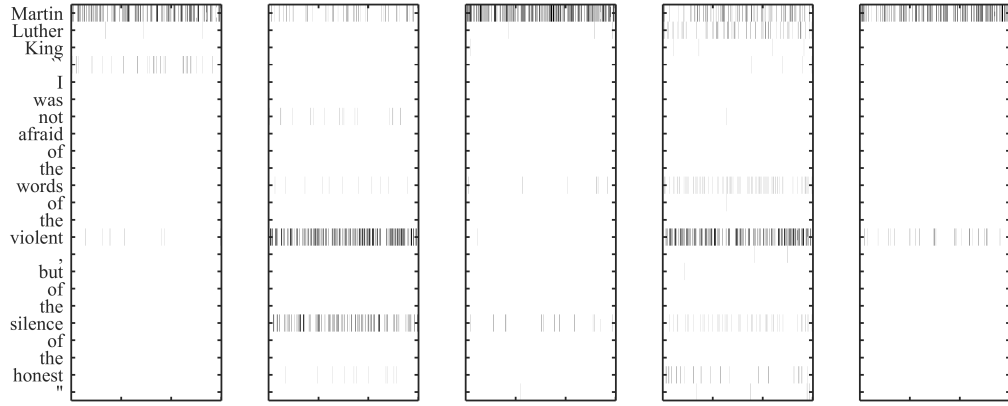 Martin
Luther
King
“
I
was
not
afraid
of
the
words
of
the
violent
,
but
of
the
silence
of
the
honest
"